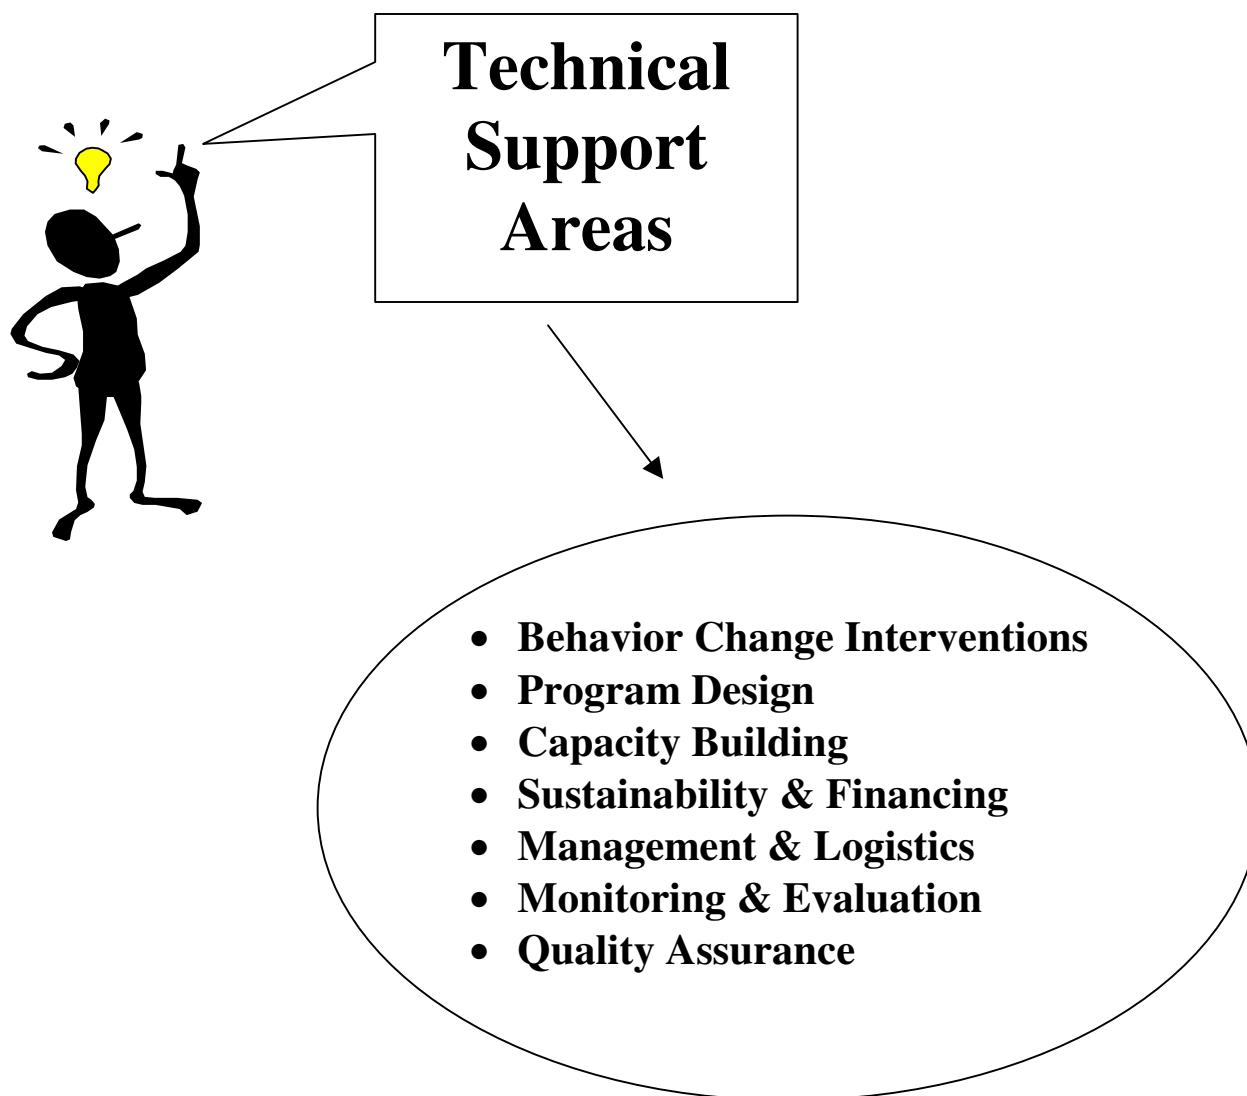 Technical
Support
Areas
• Behavior Change Interventions
• Program Design
• Capacity Building
• Sustainability & Financing
• Management & Logistics
• Monitoring & Evaluation
• Quality Assurance